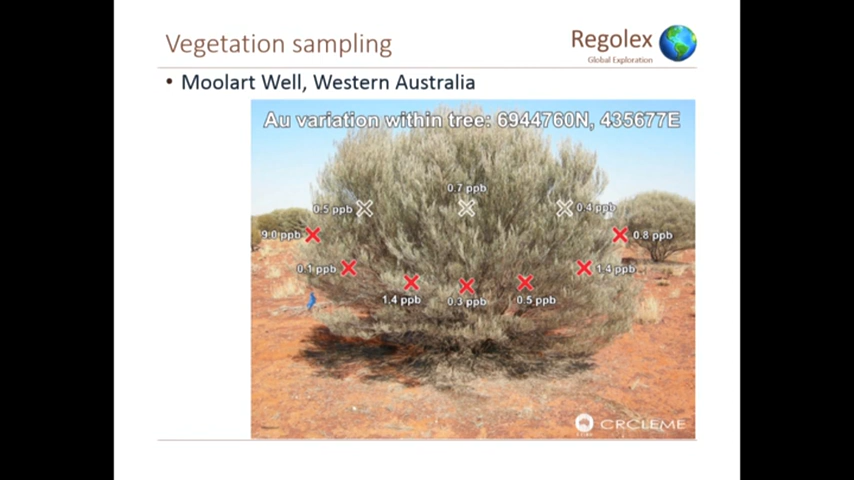 Vegetation sampling
Regolex
Global Exploration
• Moolart Well, Western Australia
Au variation within tree: 6944760N, 435677E
0.7 ppb
0.5 ppb
0.4 ppb
9.0 ppb
0.8 ppb
0.1 ppb
1.4 ppb
1.4 ppb
0.3 ppb
0.5 ppb
CRCLEME